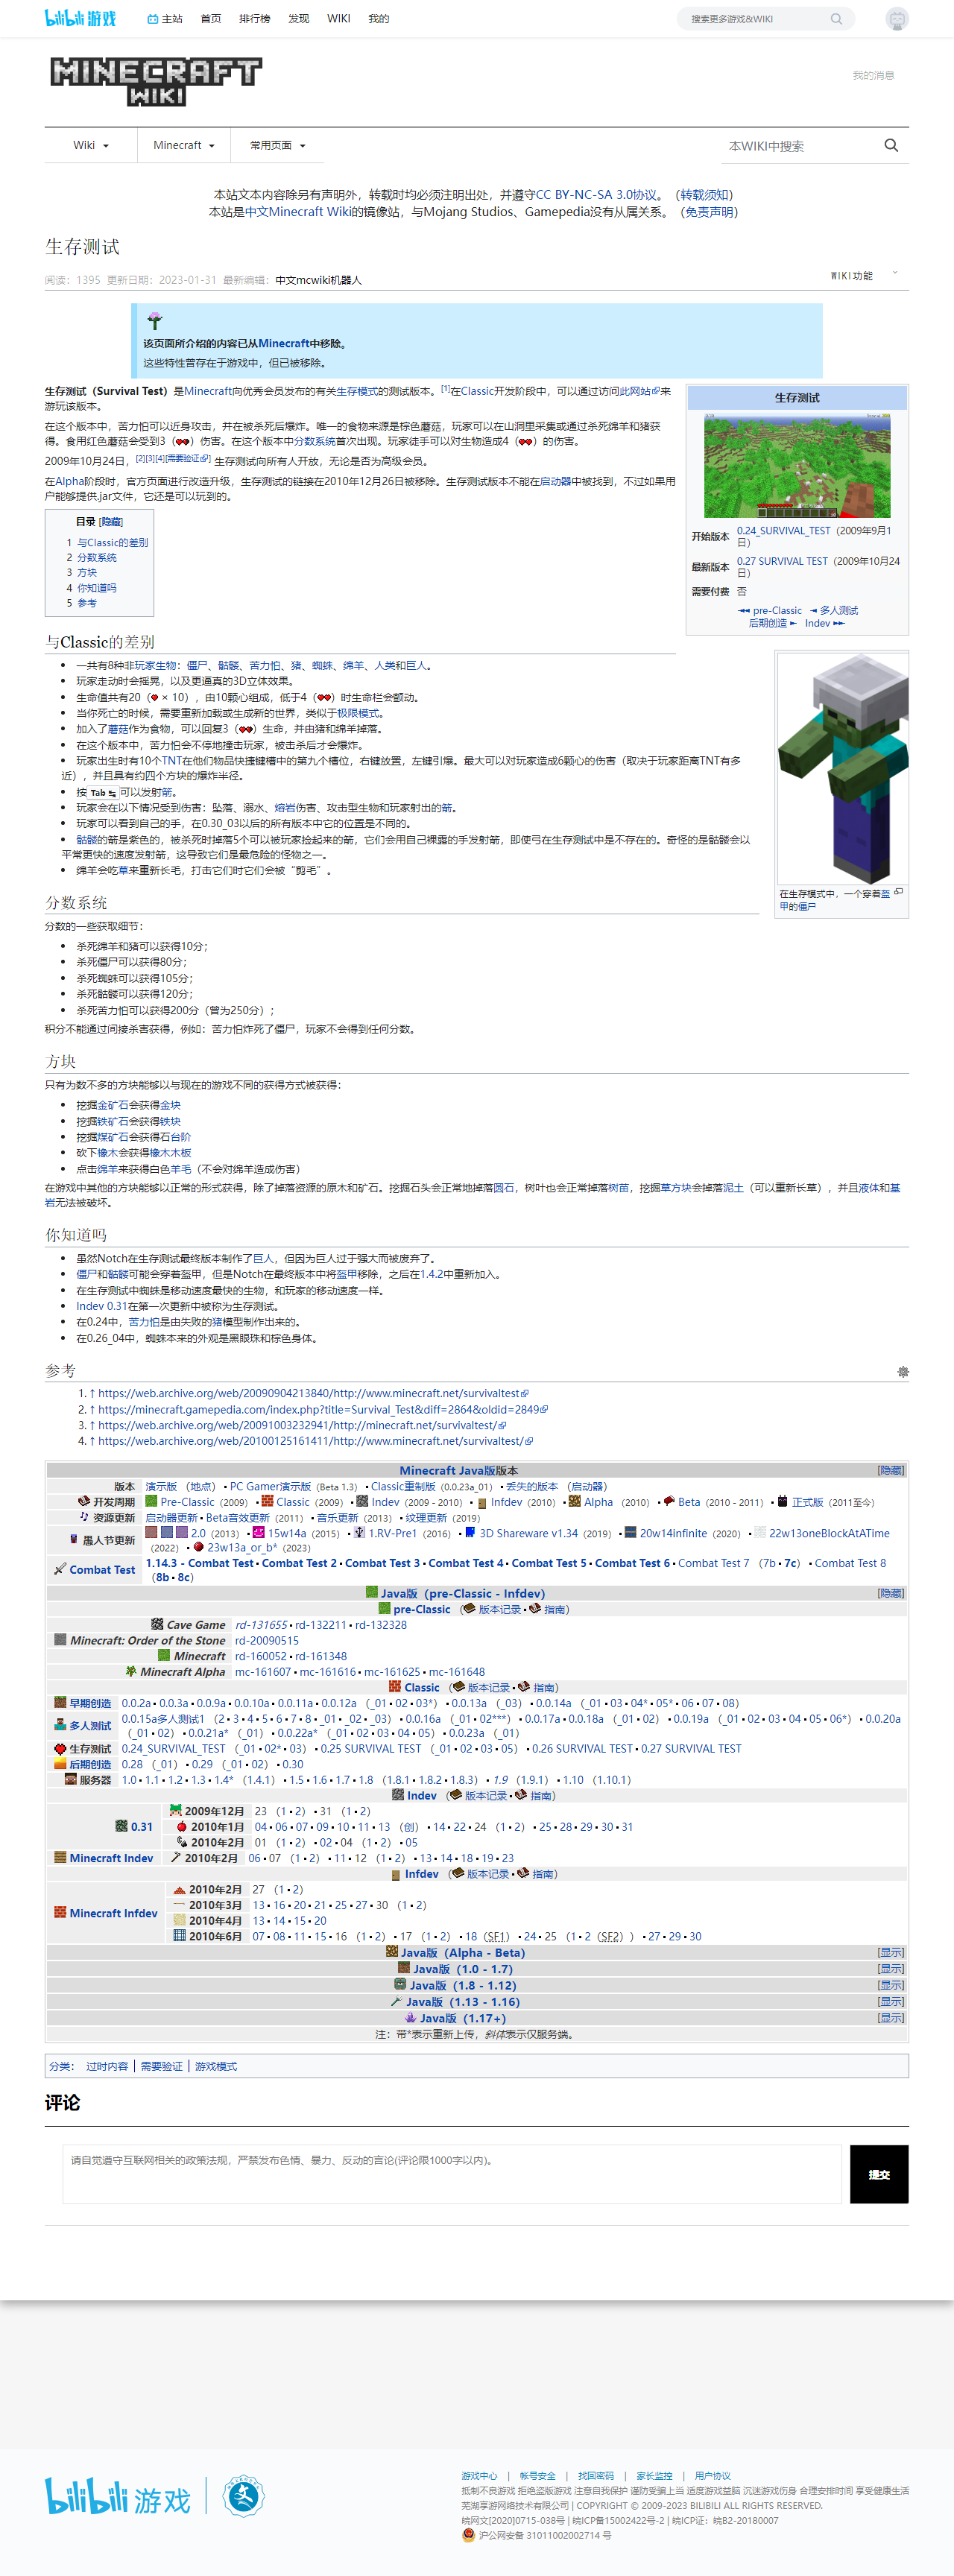 bilibili 游戏 主站 首页 排行榜 发现 WIKI 我的 搜索更多游戏&WIKI
MINECRAFT
WIKI
我的消息
Wiki Minecraft 常用页面 本WIKI中搜索
本站文本内容除另有声明外，转载时均必须注明出处，并遵守CC BY-NC-SA 3.0协议。（转载须知）
本站是中文Minecraft Wiki的镜像站，与Mojang Studios、Gamepedia没有从属关系。（免责声明）
生存测试
阅读：1395 更新日期：2023-01-31 最新编辑：中文mcwiki机器人
WIKI功能
该页面所介绍的内容已从Minecraft中移除。
这些特性曾存在于游戏中，但已被移除。
生存测试（Survival Test）是Minecraft向优秀会员发布的有关生存模式的测试版本。[1]在Classic开发阶段中，可以通过访问此网站来
游玩该版本。
在这个版本中，苦力怕可以近身攻击，并在被杀死后爆炸。唯一的食物来源是棕色蘑菇，玩家可以在山洞里采集或通过杀死绵羊和猪获
得。食用红色蘑菇会受到3（）伤害。在这个版本中分数系统首次出现。玩家徒手可以对生物造成4（）的伤害。
2009年10月24日，[2][3][4][需要验证] 生存测试向所有人开放，无论是否为高级会员。
在Alpha阶段时，官方页面进行改造升级，生存测试的链接在2010年12月26日被移除。生存测试版本不能在启动器中被找到，不过如果用
户能够提供.jar文件，它还是可以玩到的。
生存测试
开始版本 0.24_SURVIVAL_TEST（2009年9月1
日）
最新版本 0.27 SURVIVAL TEST（2009年10月24
日）
需要付费 否
◄◄ pre-Classic ◄ 多人测试
后期创造 ► Indev ►►
目录 [隐藏]
1 与Classic的差别
2 分数系统
3 方块
4 你知道吗
5 参考
与Classic的差别
一共有8种非玩家生物：僵尸、骷髅、苦力怕、猪、蜘蛛、绵羊、人类和巨人。
玩家走动时会摇晃，以及更逼真的3D立体效果。
生命值共有20（ × 10），由10颗心组成，低于4（）时生命栏会颤动。
当你死亡的时候，需要重新加载或生成新的世界，类似于极限模式。
加入了蘑菇作为食物，可以回复3（）生命，并由猪和绵羊掉落。
在这个版本中，苦力怕会不停地撞击玩家，被击杀后才会爆炸。
玩家出生时有10个TNT在他们物品快捷键槽中的第九个槽位，右键放置，左键引爆。最大可以对玩家造成6颗心的伤害（取决于玩家距离TNT有多
近），并且具有约四个方块的爆炸半径。
按 Tab ↹ 可以发射箭。
玩家会在以下情况受到伤害：坠落、溺水、熔岩伤害、攻击型生物和玩家射出的箭。
玩家可以看到自己的手，在0.30_03以后的所有版本中它的位置是不同的。
骷髅的箭是紫色的，被杀死时掉落5个可以被玩家捡起来的箭，它们会用自己裸露的手发射箭，即使弓在生存测试中是不存在的。奇怪的是骷髅会以
平常更快的速度发射箭，这导致它们是最危险的怪物之一。
绵羊会吃草来重新长毛，打击它们时它们会被“剪毛”。
在生存模式中，一个穿着盔
甲的僵尸
分数系统
分数的一些获取细节：
杀死绵羊和猪可以获得10分；
杀死僵尸可以获得80分；
杀死蜘蛛可以获得105分；
杀死骷髅可以获得120分；
杀死苦力怕可以获得200分（曾为250分）；
积分不能通过间接杀害获得，例如：苦力怕炸死了僵尸，玩家不会得到任何分数。
方块
只有为数不多的方块能够以与现在的游戏不同的获得方式被获得：
挖掘金矿石会获得金块
挖掘铁矿石会获得铁块
挖掘煤矿石会获得石台阶
砍下橡木会获得橡木木板
点击绵羊来获得白色羊毛（不会对绵羊造成伤害）
在游戏中其他的方块能够以正常的形式获得，除了掉落资源的原木和矿石。挖掘石头会正常地掉落圆石，树叶也会正常掉落树苗，挖掘草方块会掉落泥土（可以重新长草），并且液体和基
岩无法被破坏。
你知道吗
虽然Notch在生存测试最终版本制作了巨人，但因为巨人过于强大而被废弃了。
僵尸和骷髅可能会穿着盔甲，但是Notch在最终版本中将盔甲移除，之后在1.4.2中重新加入。
在生存测试中蜘蛛是移动速度最快的生物，和玩家的移动速度一样。
Indev 0.31在第一次更新中被称为生存测试。
在0.24中，苦力怕是由失败的猪模型制作出来的。
在0.26_04中，蜘蛛本来的外观是黑眼珠和棕色身体。
参考
1. ↑ https://web.archive.org/web/20090904213840/http://www.minecraft.net/survivaltest
2. ↑ https://minecraft.gamepedia.com/index.php?title=Survival_Test&diff=2864&oldid=2849
3. ↑ https://web.archive.org/web/20091003232941/http://minecraft.net/survivaltest/
4. ↑ https://web.archive.org/web/20100125161411/http://www.minecraft.net/survivaltest/
Minecraft Java版版本 [隐藏]
版本 演示版 （地点） • PC Gamer演示版（Beta 1.3） • Classic重制版（0.0.23a_01） • 丢失的版本 （启动器）
开发周期 Pre-Classic（2009） • Classic（2009） • Indev（2009 - 2010） • Infdev（2010） • Alpha（2010） • Beta（2010 - 2011） • 正式版（2011至今）
资源更新 启动器更新 • Beta音效更新（2011） • 音乐更新（2013） • 纹理更新（2019）
愚人节更新 2.0（2013） • 15w14a（2015） • 1.RV-Pre1（2016） • 3D Shareware v1.34（2019） • 20w14infinite（2020） • 22w13oneBlockAtATime
（2022） • 23w13a_or_b*（2023）
Combat Test 1.14.3 - Combat Test • Combat Test 2 • Combat Test 3 • Combat Test 4 • Combat Test 5 • Combat Test 6 • Combat Test 7 （7b • 7c） • Combat Test 8
（8b • 8c）
Java版（pre-Classic - Infdev） [隐藏]
pre-Classic （版本记录 • 指南）
Cave Game rd-131655 • rd-132211 • rd-132328
Minecraft: Order of the Stone rd-20090515
Minecraft rd-160052 • rd-161348
Minecraft Alpha mc-161607 • mc-161616 • mc-161625 • mc-161648
Classic （版本记录 • 指南）
早期创造 0.0.2a • 0.0.3a • 0.0.9a • 0.0.10a • 0.0.11a • 0.0.12a （_01 • 02 • 03*） • 0.0.13a （_03） • 0.0.14a （_01 • 03 • 04* • 05* • 06 • 07 • 08）
多人测试 0.0.15a多人测试1 （2 • 3 • 4 • 5 • 6 • 7 • 8 • _01 • _02 • _03） • 0.0.16a （_01 • 02***） • 0.0.17a • 0.0.18a （_01 • 02） • 0.0.19a （_01 • 02 • 03 • 04 • 05 • 06*） • 0.0.20a
（_01 • 02） • 0.0.21a* （_01） • 0.0.22a* （_01 • 02 • 03 • 04 • 05） • 0.0.23a （_01）
生存测试 0.24_SURVIVAL_TEST （_01 • 02* • 03） • 0.25 SURVIVAL TEST （_01 • 02 • 03 • 05） • 0.26 SURVIVAL TEST • 0.27 SURVIVAL TEST
后期创造 0.28 （_01） • 0.29 （_01 • 02） • 0.30
服务器 1.0 • 1.1 • 1.2 • 1.3 • 1.4* （1.4.1） • 1.5 • 1.6 • 1.7 • 1.8 （1.8.1 • 1.8.2 • 1.8.3） • 1.9 （1.9.1） • 1.10 （1.10.1）
Indev （版本记录 • 指南）
0.31 2009年12月 23 （1 • 2） • 31 （1 • 2）
2010年1月 04 • 06 • 07 • 09 • 10 • 11 • 13 （创） • 14 • 22 • 24 （1 • 2） • 25 • 28 • 29 • 30 • 31
2010年2月 01 （1 • 2） • 02 • 04 （1 • 2） • 05
Minecraft Indev 2010年2月 06 • 07 （1 • 2） • 11 • 12 （1 • 2） • 13 • 14 • 18 • 19 • 23
Infdev （版本记录 • 指南）
Minecraft Infdev 2010年2月 27 （1 • 2）
2010年3月 13 • 16 • 20 • 21 • 25 • 27 • 30 （1 • 2）
2010年4月 13 • 14 • 15 • 20
2010年6月 07 • 08 • 11 • 15 • 16 （1 • 2） • 17 （1 • 2） • 18（SF1） • 24 • 25 （1 • 2（SF2）） • 27 • 29 • 30
Java版（Alpha - Beta） [显示]
Java版（1.0 - 1.7） [显示]
Java版（1.8 - 1.12） [显示]
Java版（1.13 - 1.16） [显示]
Java版（1.17+） [显示]
注：带*表示重新上传，斜体表示仅服务端。
分类： 过时内容 | 需要验证 | 游戏模式
评论
请自觉遵守互联网相关的政策法规，严禁发布色情、暴力、反动的言论(评论限1000字以内)。
提交
bilibili 游戏
游戏中心 | 帐号安全 | 找回密码 | 家长监控 | 用户协议
抵制不良游戏 拒绝盗版游戏 注意自我保护 谨防受骗上当 适度游戏益脑 沉迷游戏伤身 合理安排时间 享受健康生活
芜湖享游网络技术有限公司 | COPYRIGHT © 2009-2023 BILIBILI ALL RIGHTS RESERVED.
皖网文[2020]0715-038号 | 皖ICP备15002422号-2 | 皖ICP证：皖B2-20180007
沪公网安备 31011002002714 号